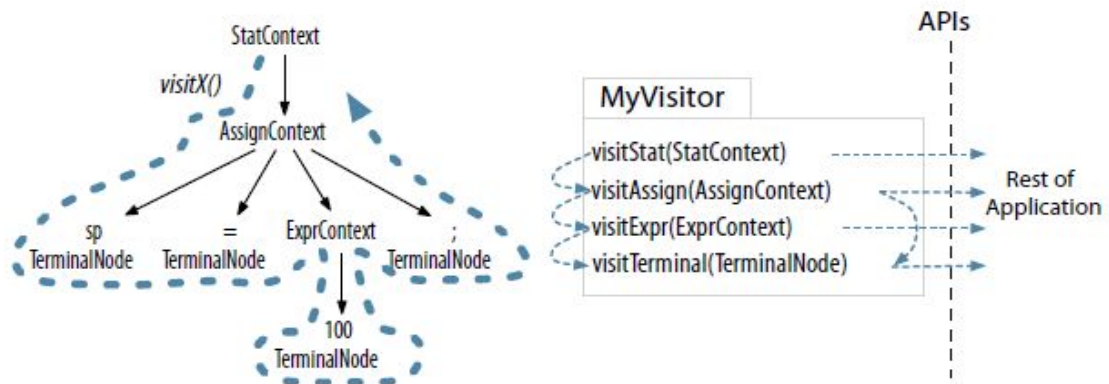 StatContext
visitX()
AssignContext
sp
TerminalNode
=
TerminalNode
ExprContext
;
TerminalNode
100
TerminalNode
APIs
MyVisitor
visitStat(StatContext)
visitAssign(AssignContext)
visitExpr(ExprContext)
visitTerminal(TerminalNode)
Rest of
Application